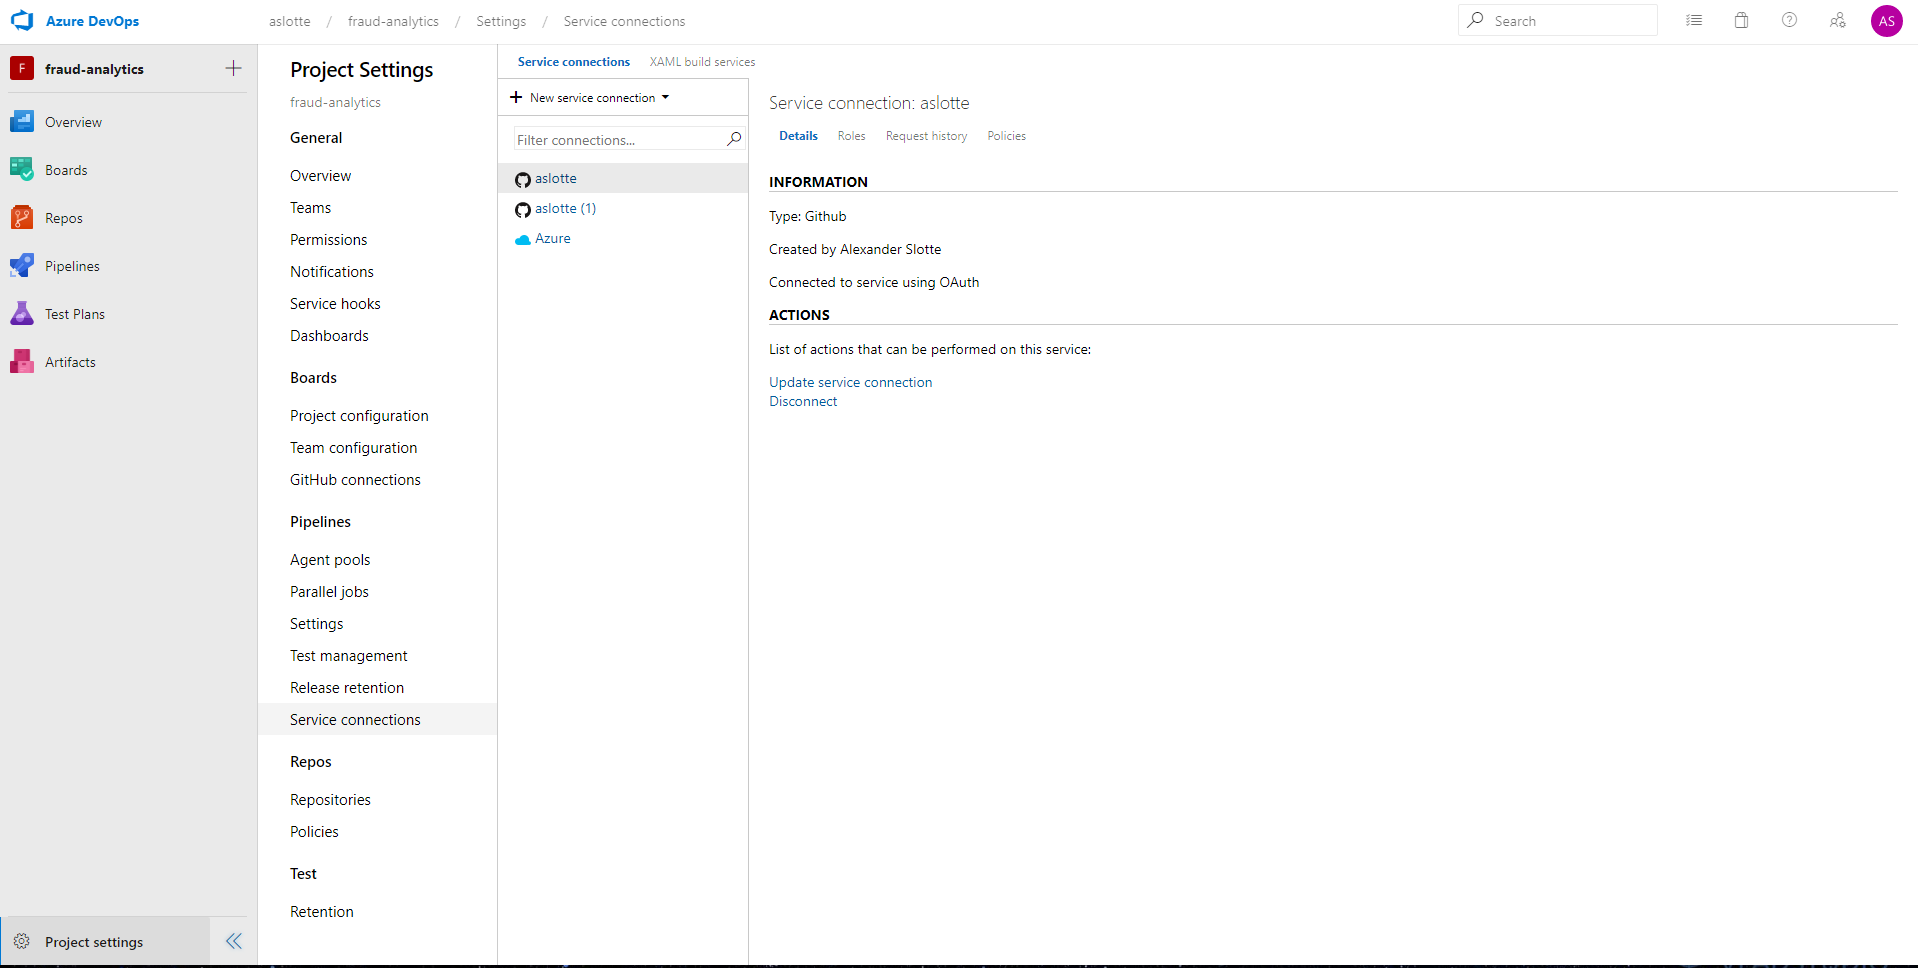 Azure DevOps
aslotte / fraud-analytics / Settings / Service connections
Search
AS
F fraud-analytics
Overview
Boards
Repos
Pipelines
Test Plans
Artifacts
Project settings
Project Settings
fraud-analytics
General
Overview
Teams
Permissions
Notifications
Service hooks
Dashboards
Boards
Project configuration
Team configuration
GitHub connections
Pipelines
Agent pools
Parallel jobs
Settings
Test management
Release retention
Service connections
Repos
Repositories
Policies
Test
Retention
Service connections XAML build services
New service connection
Filter connections...
aslotte
aslotte (1)
Azure
Service connection: aslotte
Details Roles Request history Policies
INFORMATION
Type: Github
Created by Alexander Slotte
Connected to service using OAuth
ACTIONS
List of actions that can be performed on this service:
Update service connection
Disconnect